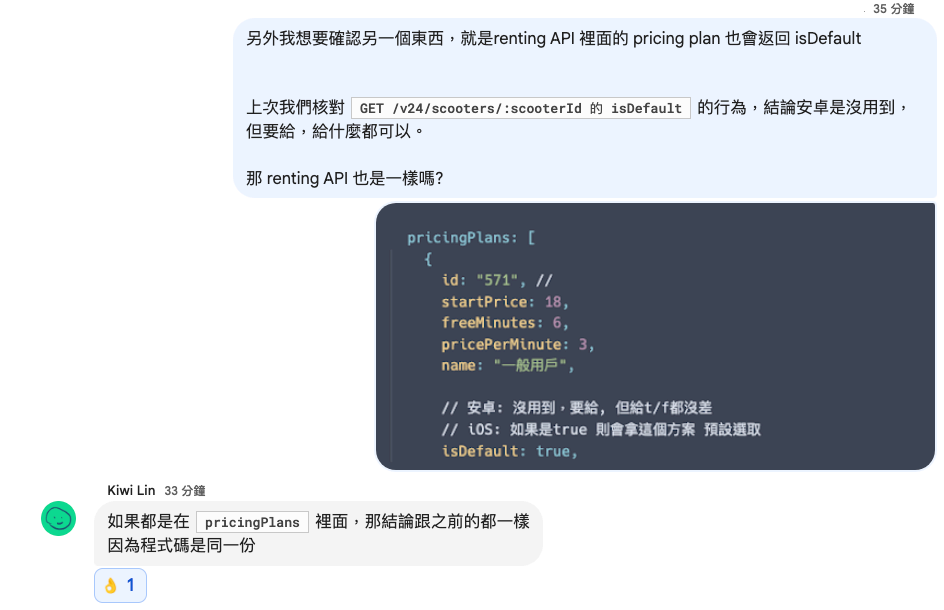 35 分鐘
另外我想要確認另一個東西，就是renting API 裡面的 pricing plan 也會返回 isDefault
上次我們核對 GET /v24/scooters/:scooterId 的 isDefault 的行為，結論安卓是沒用到，
但要給，給什麼都可以。
那 renting API 也是一樣嗎?
pricingPlans: [
{
id: "571", //
startPrice: 18,
freeMinutes: 6,
pricePerMinute: 3,
name: "一般用戶",
// 安卓: 沒用到，要給, 但給t/f都沒差
// iOS: 如果是true 則會拿這個方案 預設選取
isDefault: true,
Kiwi Lin 33 分鐘
如果都是在 pricingPlans 裡面，那結論跟之前的都一樣
因為程式碼是同一份
👌 1